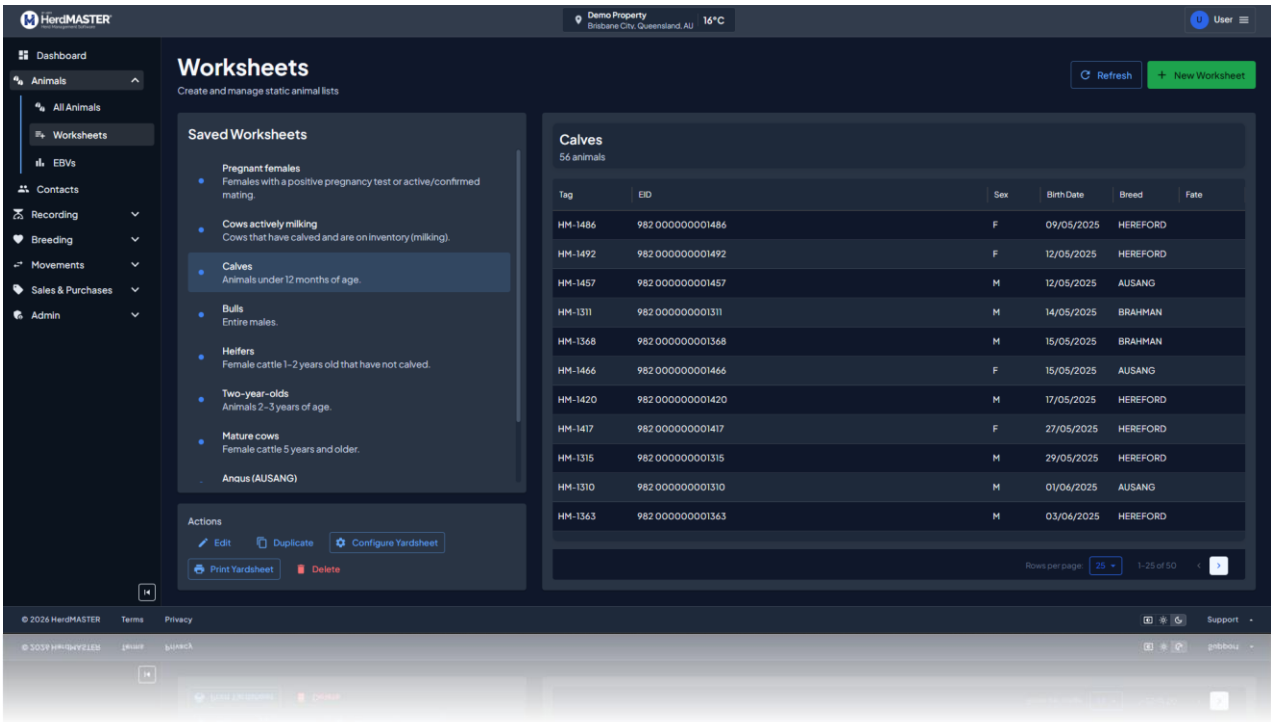 HerdMASTER
Demo Property
Brisbane City, Queensland, AU
16°C
U
User
Dashboard
Animals
All Animals
Worksheets
EBVs
Contacts
Recording
Breeding
Movements
Sales & Purchases
Admin
Worksheets
Create and manage static animal lists
Refresh
+ New Worksheet
Saved Worksheets
Pregnant females
Females with a positive pregnancy test or active/confirmed
mating.
Cows actively milking
Cows that have calved and are on inventory (milking).
Calves
Animals under 12 months of age.
Bulls
Entire males.
Heifers
Female cattle 1–2 years old that have not calved.
Two-year-olds
Animals 2–3 years of age.
Mature cows
Female cattle 5 years and older.
Angus (AUSANG)
Actions
Edit
Duplicate
Configure Yardsheet
Print Yardsheet
Delete
Calves
56 animals
Tag EID Sex Birth Date Breed Fate
HM-1486 982 000000001486 F 09/05/2025 HEREFORD
HM-1492 982 000000001492 F 12/05/2025 HEREFORD
HM-1457 982 000000001457 M 12/05/2025 AUSANG
HM-1311 982 000000001311 M 14/05/2025 BRAHMAN
HM-1368 982 000000001368 M 15/05/2025 BRAHMAN
HM-1466 982 000000001466 F 15/05/2025 AUSANG
HM-1420 982 000000001420 M 17/05/2025 HEREFORD
HM-1417 982 000000001417 F 27/05/2025 HEREFORD
HM-1315 982 000000001315 M 29/05/2025 HEREFORD
HM-1310 982 000000001310 M 01/06/2025 AUSANG
HM-1363 982 000000001363 M 03/06/2025 HEREFORD
Rows per page: 25 1–25 of 50
© 2026 HerdMASTER Terms Privacy
Support